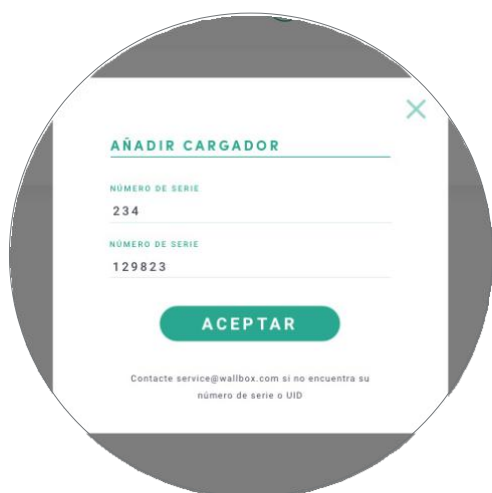 AÑADIR CARGADOR
NÚMERO DE SERIE
234
NÚMERO DE SERIE
129823
ACEPTAR
Contacte service@wallbox.com si no encuentra su
número de serie o UID